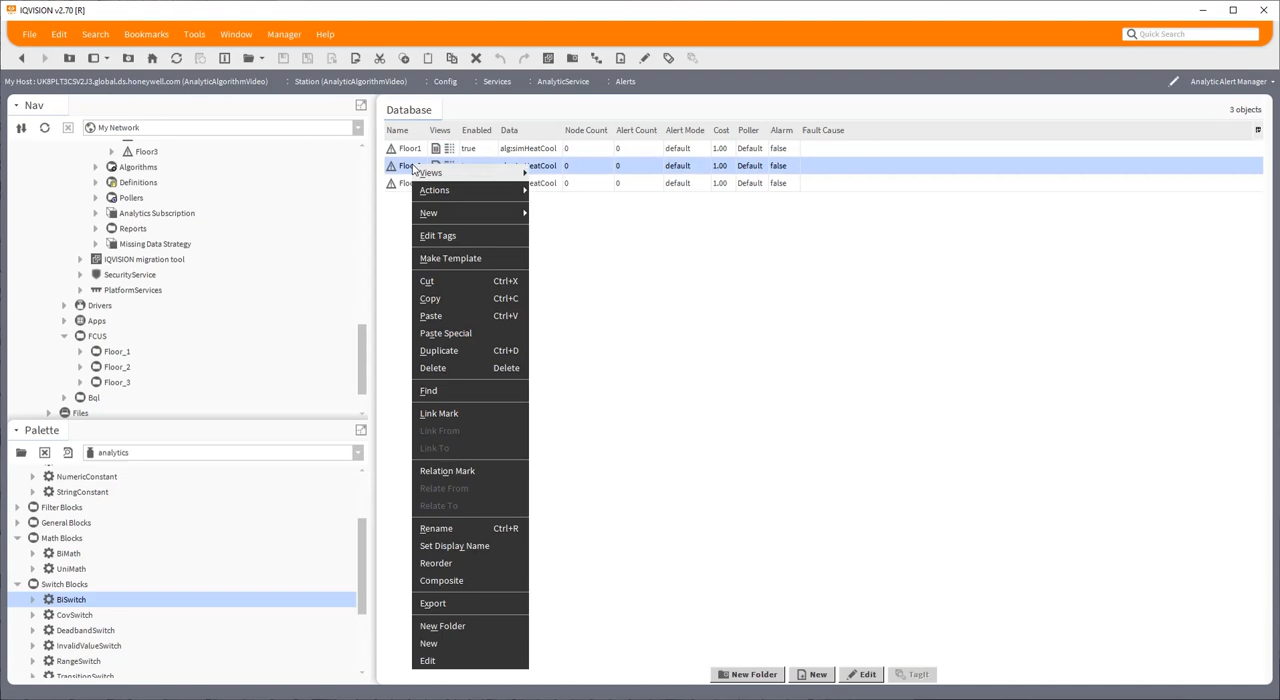 IQVISION v2.70 [R]
File Edit Search Bookmarks Tools Window Manager Help
Quick Search
My Host : UK8PLT3CSV2J3.global.ds.honeywell.com (AnalyticAlgorithmVideo) : Station (AnalyticAlgorithmVideo) : Config : Services : AnalyticService : Alerts
Analytic Alert Manager
Nav
My Network
Floor3
Algorithms
Definitions
Pollers
Analytics Subscription
Reports
Missing Data Strategy
IQVISION migration tool
SecurityService
PlatformServices
Drivers
Apps
FCUS
Floor_1
Floor_2
Floor_3
Bql
Files
Palette
analytics
NumericConstant
StringConstant
Filter Blocks
General Blocks
Math Blocks
BiMath
UniMath
Switch Blocks
BiSwitch
CovSwitch
DeadbandSwitch
InvalidValueSwitch
RangeSwitch
TransitionSwitch
Database
3 objects
Name Views Enabled Data Node Count Alert Count Alert Mode Cost Poller Alarm Fault Cause
Floor1 true alg:simHeatCool 0 0 default 1.00 Default false
0 0 default 1.00 Default false
0 0 default 1.00 Default false
Views
Actions
New
Edit Tags
Make Template
Cut Ctrl+X
Copy Ctrl+C
Paste Ctrl+V
Paste Special
Duplicate Ctrl+D
Delete Delete
Find
Link Mark
Link From
Link To
Relation Mark
Relate From
Relate To
Rename Ctrl+R
Set Display Name
Reorder
Composite
Export
New Folder
New
Edit
New Folder New Edit TagIt